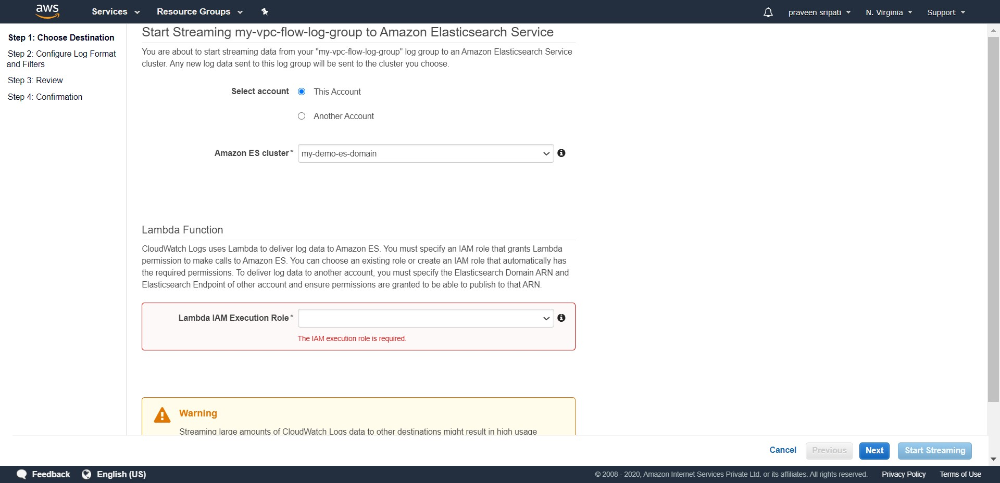 aws
Services
Resource Groups
praveen sripati
N. Virginia
Support
Step 1: Choose Destination
Step 2: Configure Log Format
and Filters
Step 3: Review
Step 4: Confirmation
Start Streaming my-vpc-flow-log-group to Amazon Elasticsearch Service
You are about to start streaming data from your "my-vpc-flow-log-group" log group to an Amazon Elasticsearch Service
cluster. Any new log data sent to this log group will be sent to the cluster you choose.
Select account
This Account
Another Account
Amazon ES cluster*
my-demo-es-domain
Lambda Function
CloudWatch Logs uses Lambda to deliver log data to Amazon ES. You must specify an IAM role that grants Lambda
permission to make calls to Amazon ES. You can choose an existing role or create an IAM role that automatically has
the required permissions. To deliver log data to another account, you must specify the Elasticsearch Domain ARN and
Elasticsearch Endpoint of other account and ensure permissions are granted to be able to publish to that ARN.
Lambda IAM Execution Role*
The IAM execution role is required.
Warning
Streaming large amounts of CloudWatch Logs data to other destinations might result in high usage
Cancel
Previous
Next
Start Streaming
Feedback
English (US)
© 2008 - 2020, Amazon Internet Services Private Ltd. or its affiliates. All rights reserved.
Privacy Policy
Terms of Use